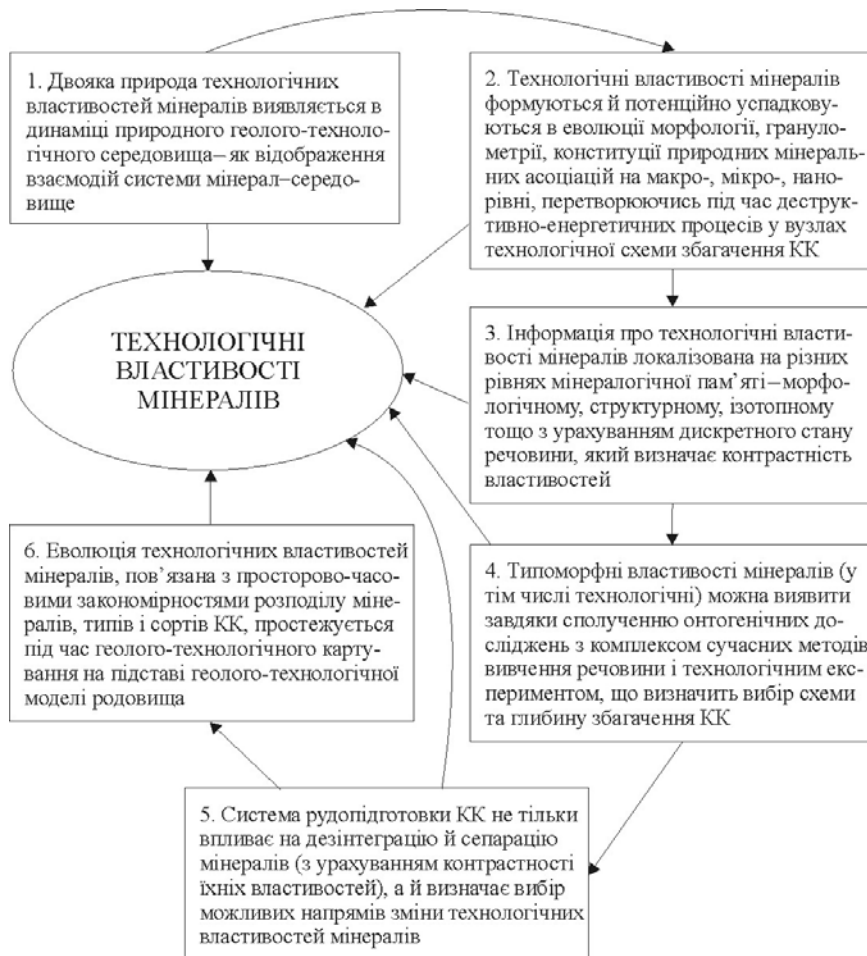 1. Двояка природа технологічних
властивостей мінералів виявляється в
динаміці природного геолого-техноло-
гічного середовища–як відображення
взаємодій системи мінерал–середо-
вище
2. Технологічні властивості мінералів
формуються й потенційно успадкову-
ються в еволюції морфології, грануло-
метрії, конституції природних мінераль-
них асоціацій на макро-, мікро-, нано-
рівні, перетворюючись під час деструк-
тивно-енергетичних процесів у вузлах
технологічної схеми збагачення КК
ТЕХНОЛОГІЧНІ
ВЛАСТИВОСТІ
МІНЕРАЛІВ
3. Інформація про технологічні власти-
вості мінералів локалізована на різних
рівнях мінералогічної пам’яті–морфо-
логічному, структурному, ізотопному
тощо з урахуванням дискретного стану
речовини, який визначає контрастність
властивостей
4. Типоморфні властивості мінералів (у
тім числі технологічні) можна виявити
завдяки сполученню онтогенічних до-
сліджень з комплексом сучасних методів
вивчення речовини і технологічним екс-
периментом, що визначить вибір схеми
та глибину збагачення КК
5. Система рудопідготовки КК не тільки
впливає на дезінтеграцію й сепарацію
мінералів (з урахуванням контрастності
їхніх властивостей), а й визначає вибір
можливих напрямів зміни технологічних
властивостей мінералів
6. Еволюція технологічних властивостей
мінералів, пов’язана з просторово-часо-
вими закономірностями розподілу міне-
ралів, типів і сортів КК, простежується
під час геолого-технологічного карту-
вання на підставі геолого-технологічної
моделі родовища